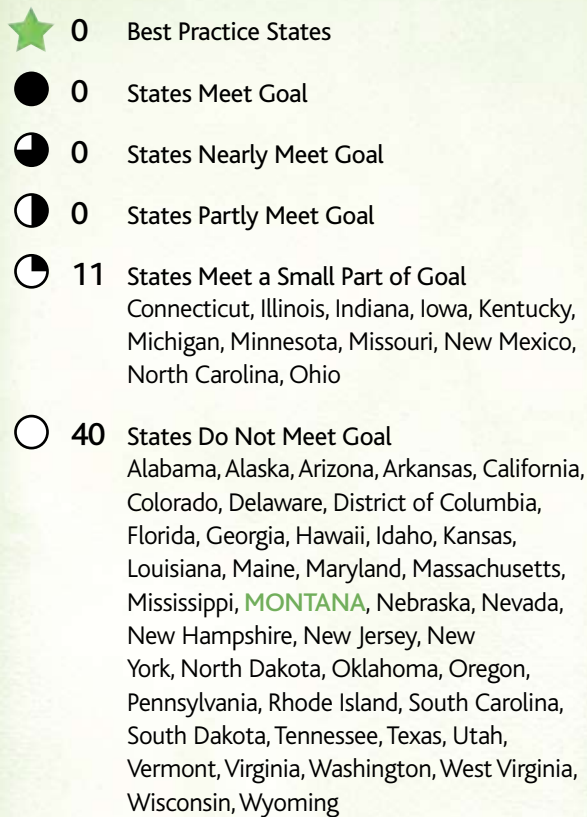 0 Best Practice States
0 States Meet Goal
0 States Nearly Meet Goal
0 States Partly Meet Goal
11 States Meet a Small Part of Goal
Connecticut, Illinois, Indiana, Iowa, Kentucky,
Michigan, Minnesota, Missouri, New Mexico,
North Carolina, Ohio
40 States Do Not Meet Goal
Alabama, Alaska, Arizona, Arkansas, California,
Colorado, Delaware, District of Columbia,
Florida, Georgia, Hawaii, Idaho, Kansas,
Louisiana, Maine, Maryland, Massachusetts,
Mississippi, MONTANA, Nebraska, Nevada,
New Hampshire, New Jersey, New
York, North Dakota, Oklahoma, Oregon,
Pennsylvania, Rhode Island, South Carolina,
South Dakota, Tennessee, Texas, Utah,
Vermont, Virginia, Washington, West Virginia,
Wisconsin, Wyoming